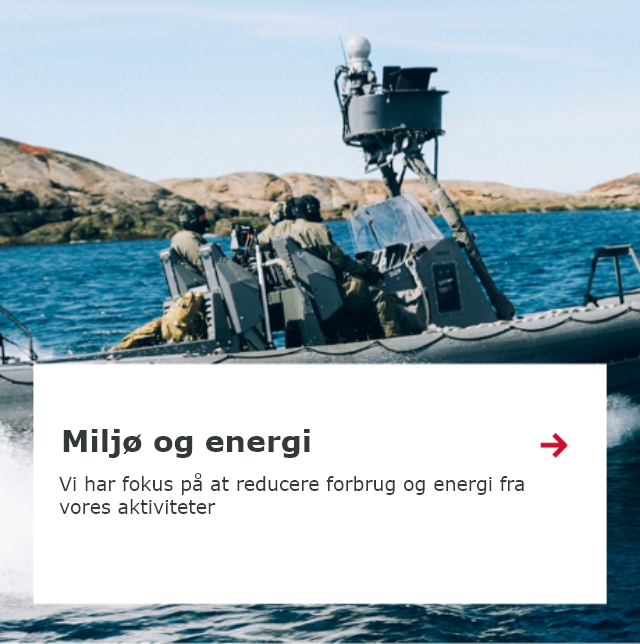 Miljø og energi
Vi har fokus på at reducere forbrug og energi fra
vores aktiviteter